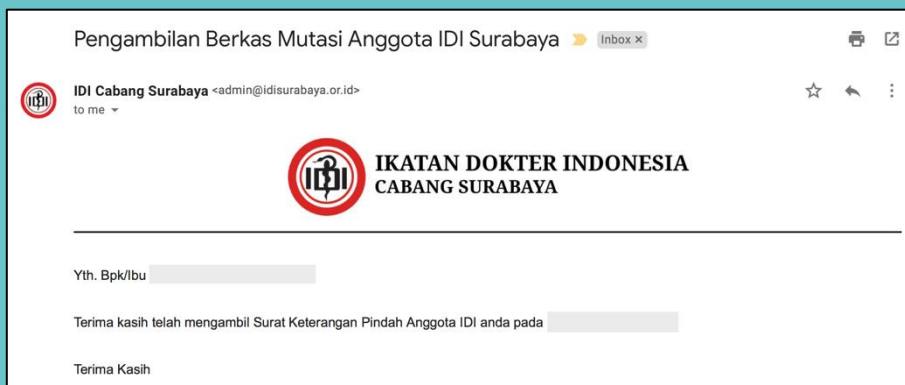 Pengambilan Berkas Mutasi Anggota IDI Surabaya Inbox ×
IDI Cabang Surabaya <admin@idisurabaya.or.id>
to me
IDI
IKATAN DOKTER INDONESIA
CABANG SURABAYA
Yth. Bpk/Ibu
Terima kasih telah mengambil Surat Keterangan Pindah Anggota IDI anda pada
Terima Kasih